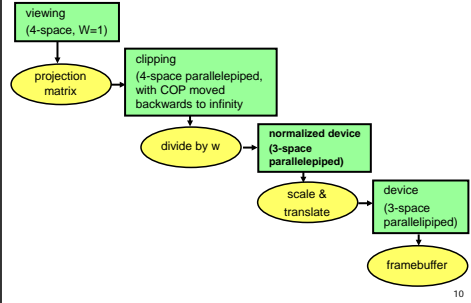 viewing
(4-space, W=1)
projection
matrix
clipping
(4-space parallelepiped,
with COP moved
backwards to infinity
divide by w
normalized device
(3-space
parallelepiped)
scale &
translate
device
(3-space
parallelipiped)
framebuffer
10